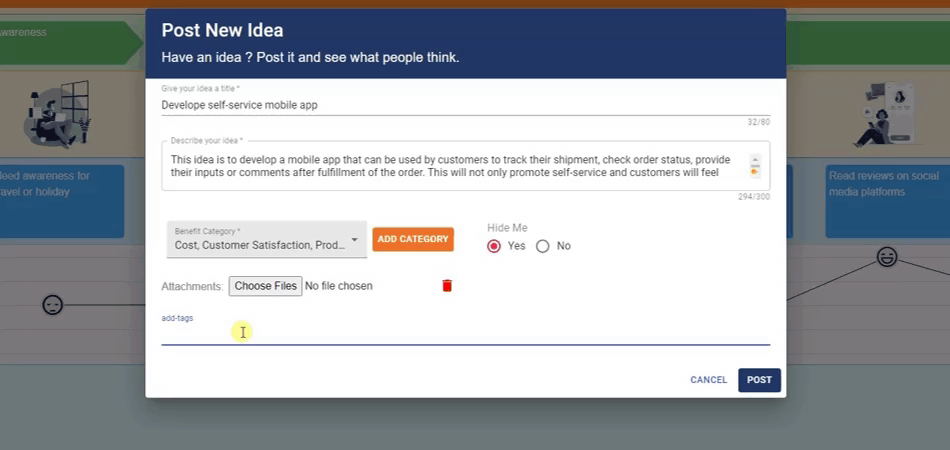 wareness
Post New Idea
Have an idea ? Post it and see what people think.
Give your idea a title *
Develope self-service mobile app
32/80
Describe your idea *
This idea is to develop a mobile app that can be used by customers to track their shipment, check order status, provide
their inputs or comments after fulfillment of the order. This will not only promote self-service and customers will feel
294/300
eed awareness for
avel or holiday
Read reviews on social
media platforms
Benefit Category *
Cost, Customer Satisfaction, Prod...
ADD CATEGORY
Hide Me
Yes
No
Attachments:
Choose Files
No file chosen
add-tags
CANCEL
POST